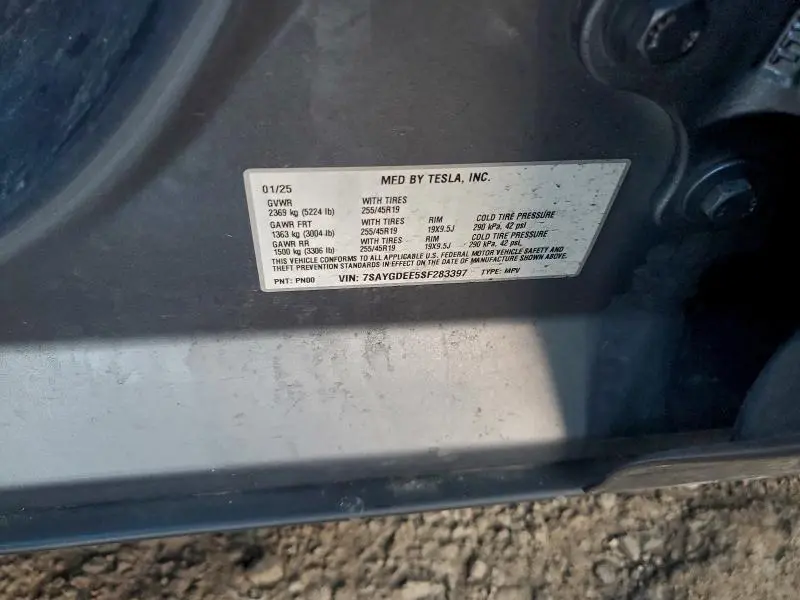 MFD BY TESLA, INC.
01/25
GVWR WITH TIRES
2369 kg (5224 lb) 255/45R19
GAWR FRT WITH TIRES RIM COLD TIRE PRESSURE
1363 kg (3004 lb) 255/45R19 19X9.5J 290 kPa, 42 psi,
GAWR RR WITH TIRES RIM COLD TIRE PRESSURE
1500 kg (3306 lb) 255/45R19 19X9.5J 290 kPa, 42 psi,
THIS VEHICLE CONFORMS TO ALL APPLICABLE U.S. FEDERAL MOTOR VEHICLE SAFETY AND
THEFT PREVENTION STANDARDS IN EFFECT ON THE DATE OF MANUFACTURE SHOWN ABOVE.
PNT: PN00 VIN: 7SAYGDEE5SF283397 TYPE: MPV